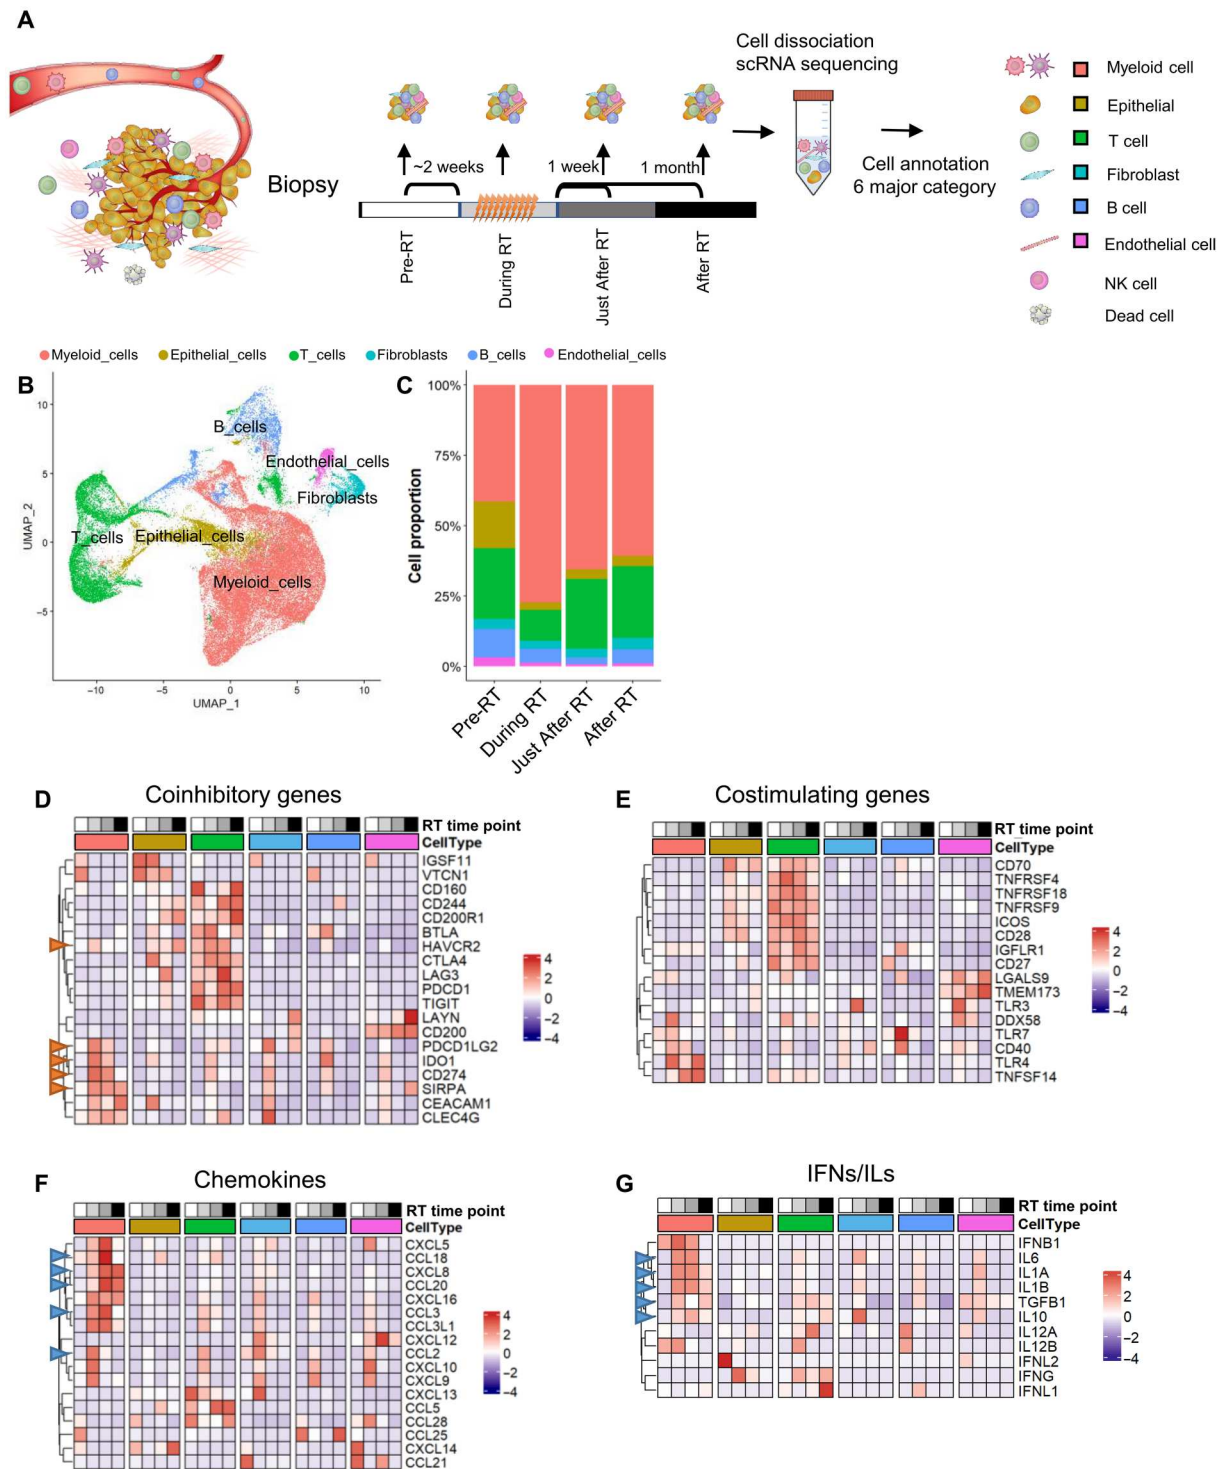 A
Cell dissociation
scRNA sequencing
Biopsy
~2 weeks
1 week
1 month
Pre-RT
During RT
Just After RT
After RT
Cell annotation
6 major category
Myeloid cell
Epithelial
T cell
Fibroblast
B cell
Endothelial cell
NK cell
Dead cell
Myeloid_cells Epithelial_cells T_cells Fibroblasts B_cells Endothelial_cells
B
10
5
0
−5
−10 −5 0 5 10
UMAP_1
UMAP_2
B_cells
Endothelial_cells
Fibroblasts
T_cells
Epithelial_cells
Myeloid_cells
C
Cell proportion
100%
75%
50%
25%
0%
Pre-RT
During RT
Just After RT
After RT
D
Coinhibitory genes
RT time point
CellType
IGSF11
VTCN1
CD160
CD244
CD200R1
BTLA
HAVCR2
CTLA4
LAG3
PDCD1
TIGIT
LAYN
CD200
PDCD1LG2
IDO1
CD274
SIRPA
CEACAM1
CLEC4G
4
2
0
−2
−4
E
Costimulating genes
RT time point
CellType
CD70
TNFRSF4
TNFRSF18
TNFRSF9
ICOS
CD28
IGFLR1
CD27
LGALS9
TMEM173
TLR3
DDX58
TLR7
CD40
TLR4
TNFSF14
4
2
0
−2
−4
F
Chemokines
RT time point
CellType
CXCL5
CCL18
CXCL8
CCL20
CXCL16
CCL3
CCL3L1
CXCL12
CCL2
CXCL10
CXCL9
CXCL13
CCL5
CCL28
CCL25
CXCL14
CCL21
4
2
0
−2
−4
G
IFNs/ILs
RT time point
CellType
IFNB1
IL6
IL1A
IL1B
TGFB1
IL10
IL12A
IL12B
IFNL2
IFNG
IFNL1
4
2
0
−2
−4